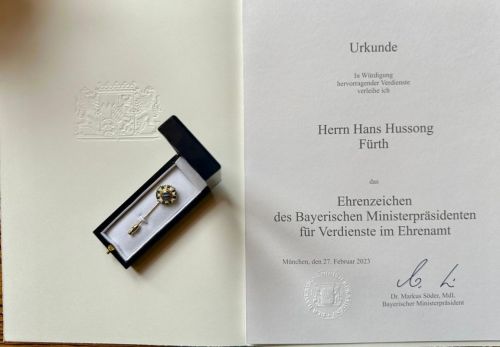 Urkunde
In Würdigung
hervorragender Verdienste
verleihe ich
Herrn Hans Hussong
Fürth
das
Ehrenzeichen
des Bayerischen Ministerpräsidenten
für Verdienste im Ehrenamt
München, den 27. Februar 2023
Dr. Markus Söder, MdL
Bayerischer Ministerpräsident